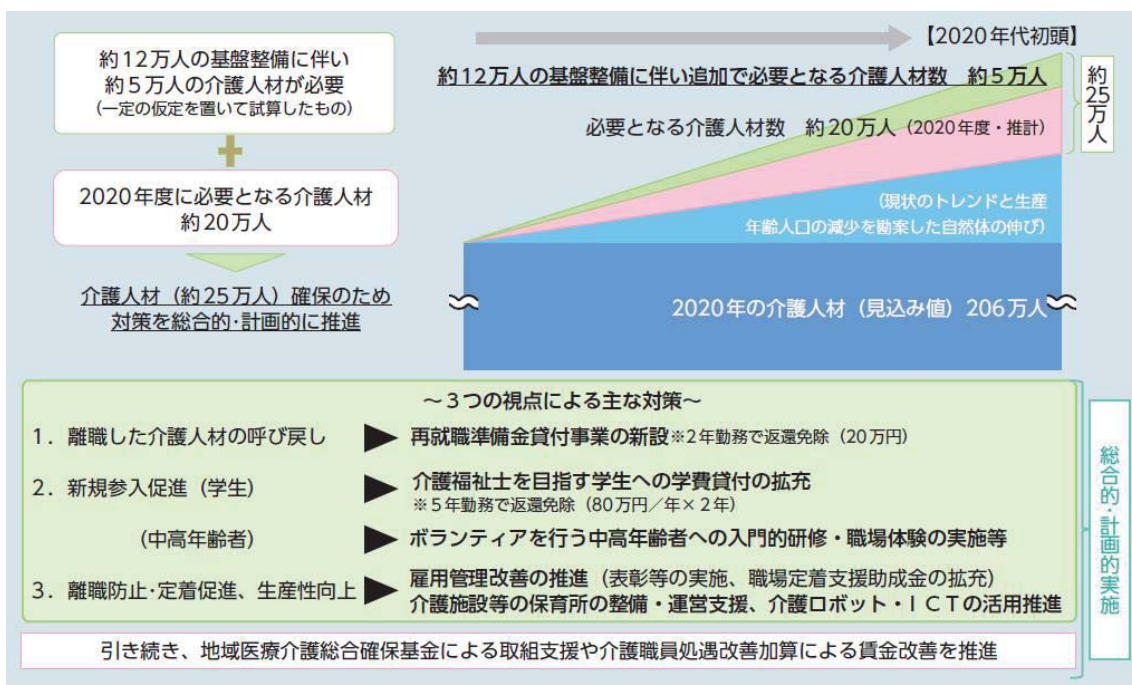 約12万人の基盤整備に伴い
約5万人の介護人材が必要
(一定の仮定を置いて試算したもの)
+
2020年度に必要となる介護人材
約20万人
介護人材（約25万人）確保のため
対策を総合的･計画的に推進
【2020年代初頭】
約12万人の基盤整備に伴い追加で必要となる介護人材数　約5万人
必要となる介護人材数　約20万人（2020年度・推計）
約25万人
(現状のトレンドと生産
年齢人口の減少を勘案した自然体の伸び)
2020年の介護人材（見込み値）206万人
～3つの視点による主な対策～
1．離職した介護人材の呼び戻し　▶　再就職準備金貸付事業の新設※2年勤務で返還免除（20万円）
2．新規参入促進（学生）　▶　介護福祉士を目指す学生への学費貸付の拡充
※5年勤務で返還免除（80万円／年×2年）
(中高年齢者)　▶　ボランティアを行う中高年齢者への入門的研修・職場体験の実施等
3．離職防止･定着促進、生産性向上　▶　雇用管理改善の推進（表彰等の実施、職場定着支援助成金の拡充）
介護施設等の保育所の整備・運営支援、介護ロボット・ＩＣＴの活用推進
総合的･計画的実施
引き続き、地域医療介護総合確保基金による取組支援や介護職員処遇改善加算による賃金改善を推進